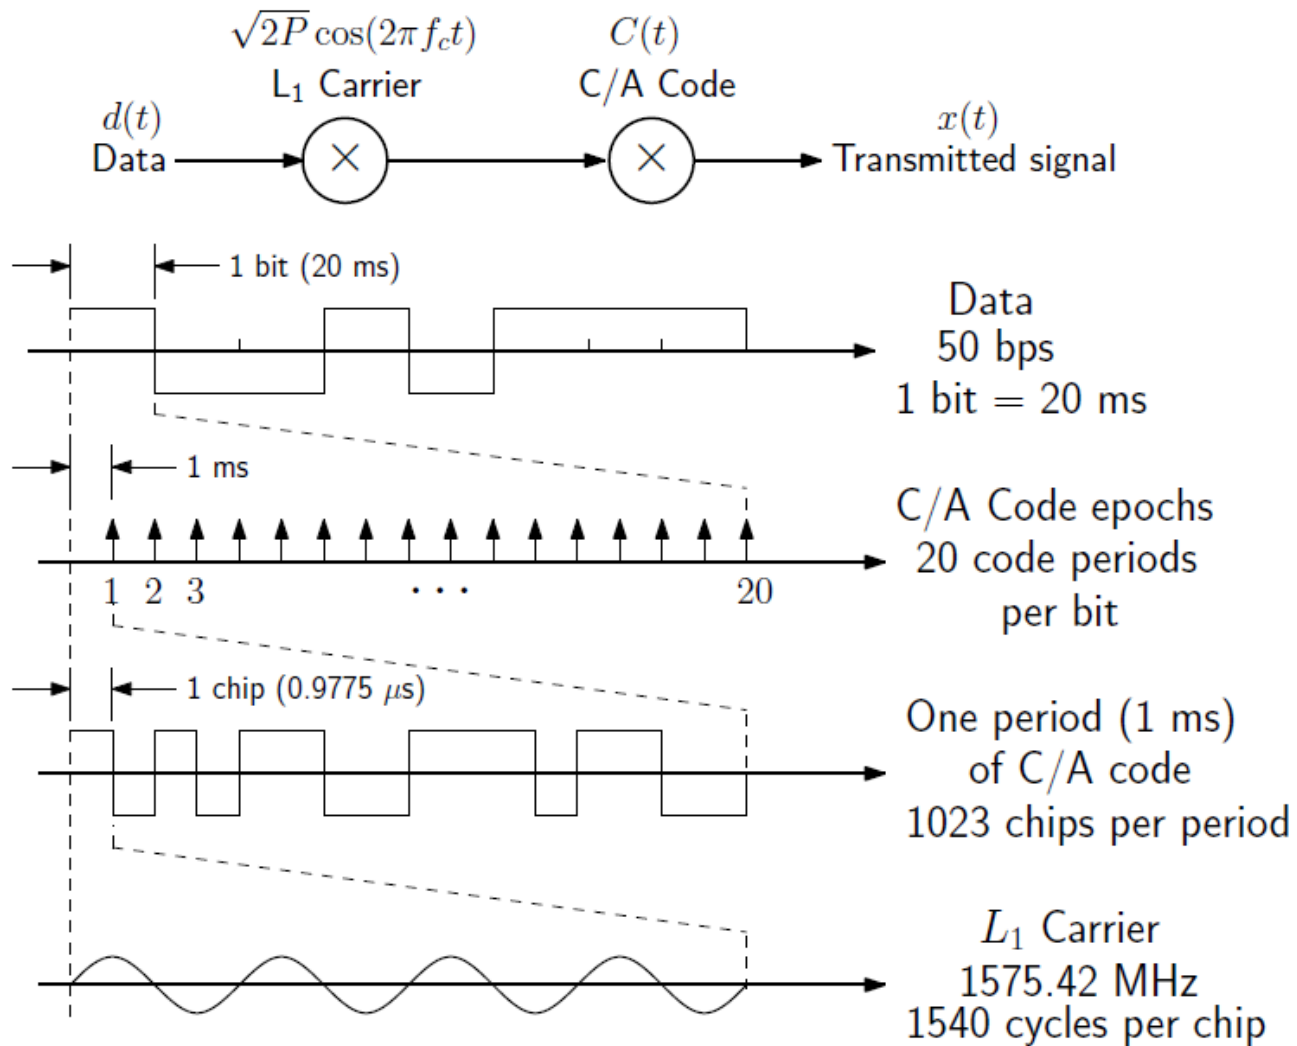 √2P cos(2πf_c t)
C(t)
L₁ Carrier
C/A Code
d(t)
x(t)
Data
×
×
Transmitted signal
1 bit (20 ms)
Data
50 bps
1 bit = 20 ms
1 ms
C/A Code epochs
20 code periods
per bit
1 2 3 · · · 20
1 chip (0.9775 μs)
One period (1 ms)
of C/A code
1023 chips per period
L₁ Carrier
1575.42 MHz
1540 cycles per chip